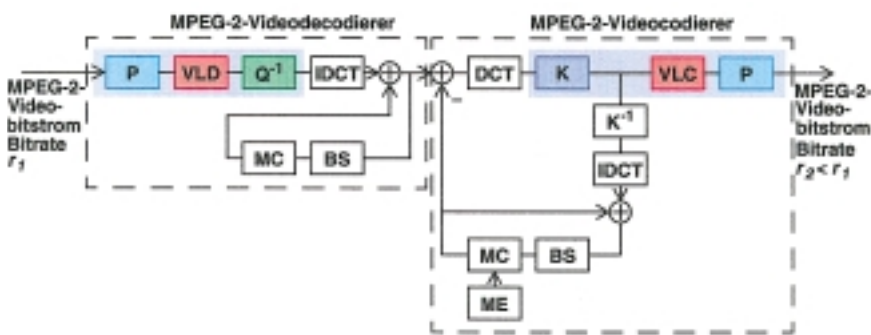 MPEG-2-Videodecodierer
MPEG-2-Videocodierer
P
VLD
Q⁻¹
IDCT
DCT
K
VLC
P
MPEG-2-
Video-
bitstrom
Bitrate
r₁
MPEG-2-
Video-
bitstrom
Bitrate
r₂< r₁
–
K⁻¹
MC
BS
IDCT
MC
BS
ME